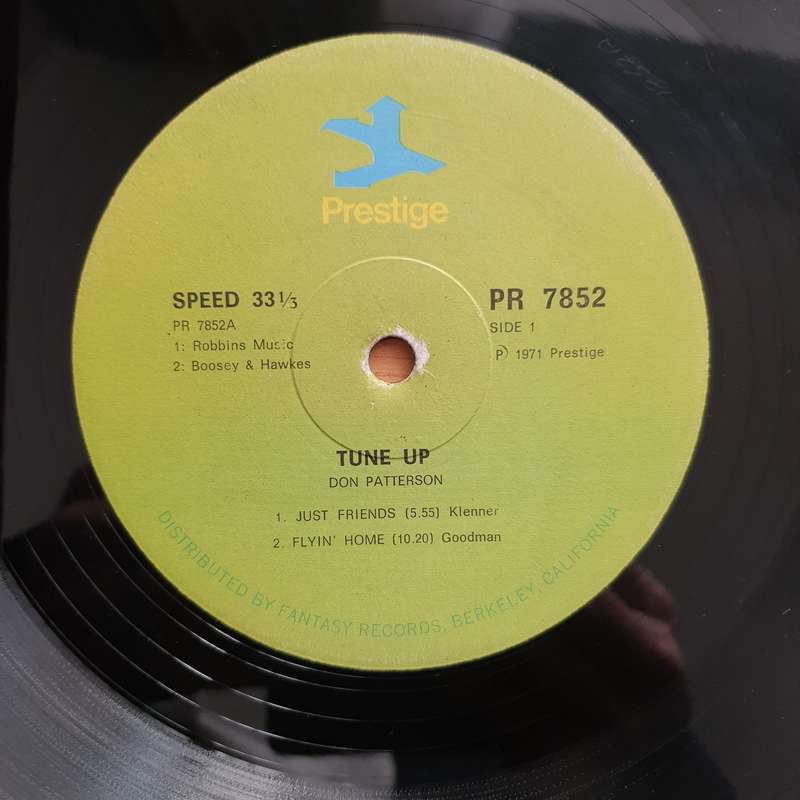 Prestige
SPEED 33⅓
PR 7852A
1: Robbins Music
2: Boosey & Hawkes
PR 7852
SIDE 1
℗ 1971 Prestige
TUNE UP
DON PATTERSON
1. JUST FRIENDS (5.55) Klenner
2. FLYIN' HOME (10.20) Goodman
DISTRIBUTED BY FANTASY RECORDS, BERKELEY, CALIFORNIA